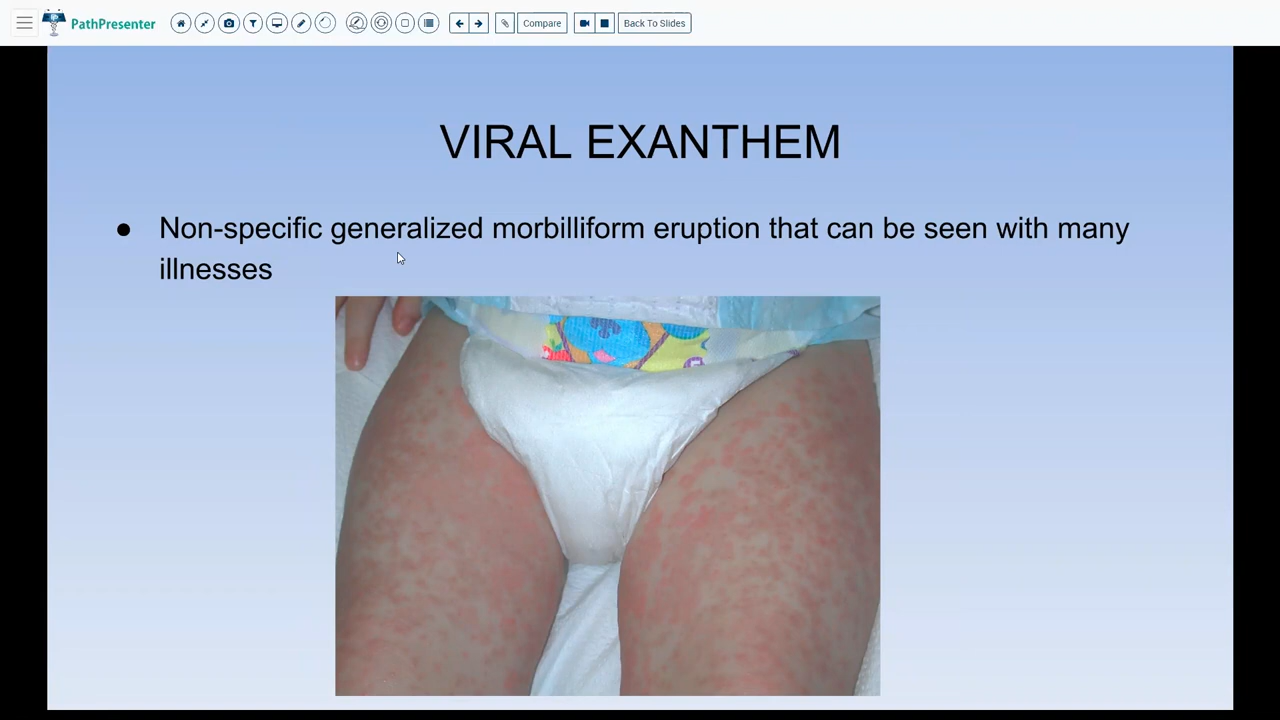 PathPresenter
Compare
Back To Slides
VIRAL EXANTHEM
● Non-specific generalized morbilliform eruption that can be seen with many
illnesses